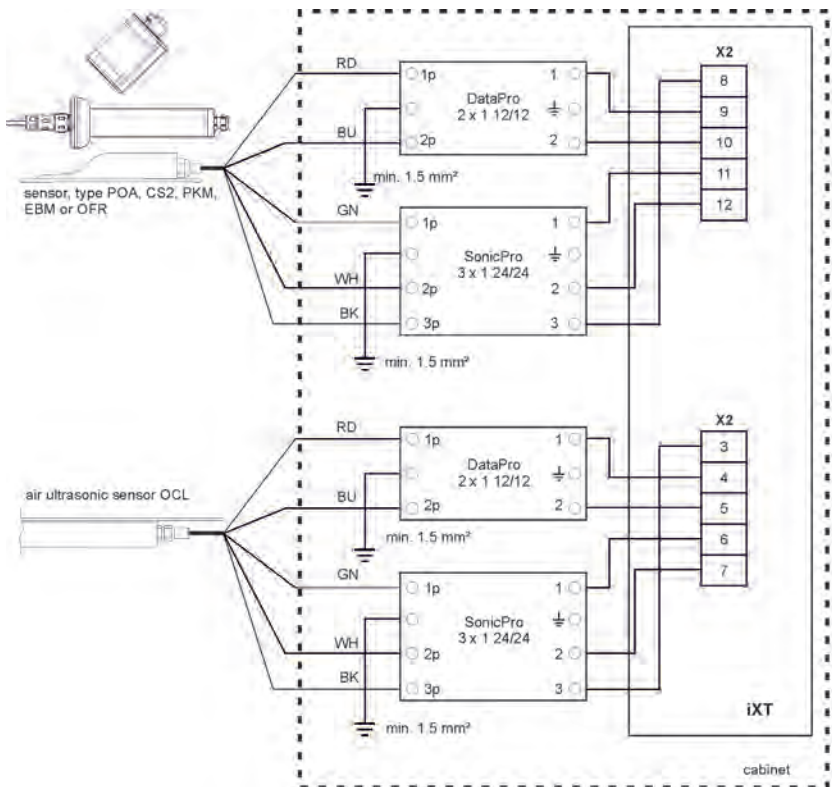 X2
RD
1p
1
8
DataPro
2 x 1 12/12
9
BU
2p
2
10
min. 1.5 mm²
11
sensor, type POA, CS2, PKM,
EBM or OFR
12
GN
1p
1
SonicPro
3 x 1 24/24
WH
2p
2
BK
3p
3
min. 1.5 mm²
X2
RD
1p
1
3
DataPro
2 x 1 12/12
4
air ultrasonic sensor OCL
BU
2p
2
5
min. 1.5 mm²
6
GN
1p
1
7
SonicPro
3 x 1 24/24
WH
2p
2
BK
3p
3
iXT
min. 1.5 mm²
cabinet